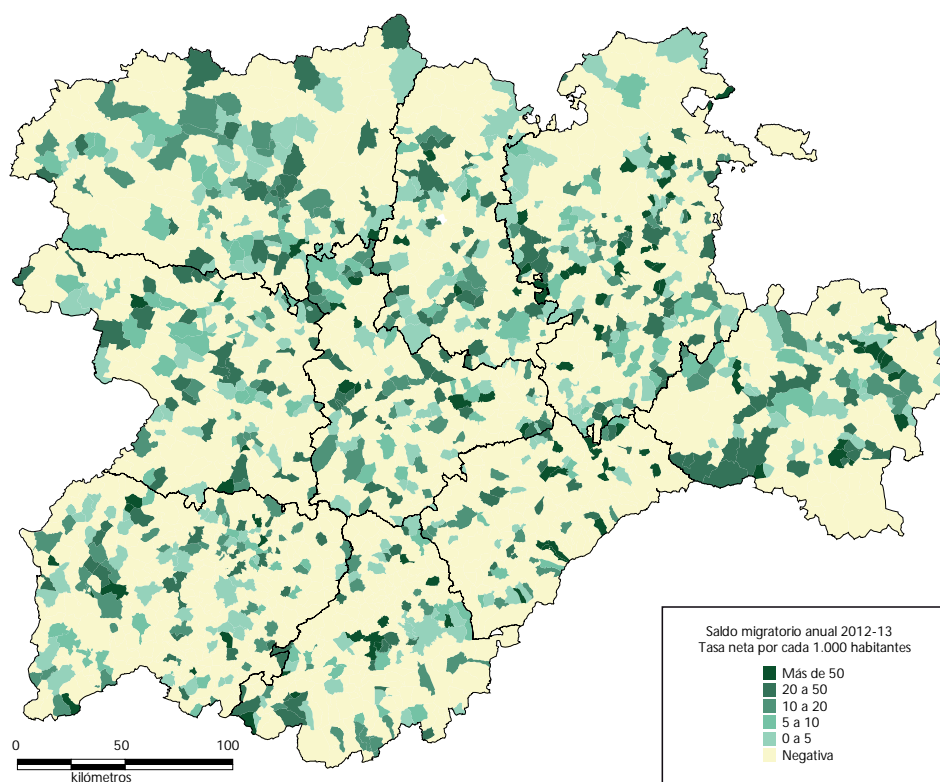 Saldo migratorio anual 2012-13
Tasa neta por cada 1.000 habitantes
Más de 50
20 a 50
10 a 20
5 a 10
0 a 5
Negativa
0 50 100
kilómetros